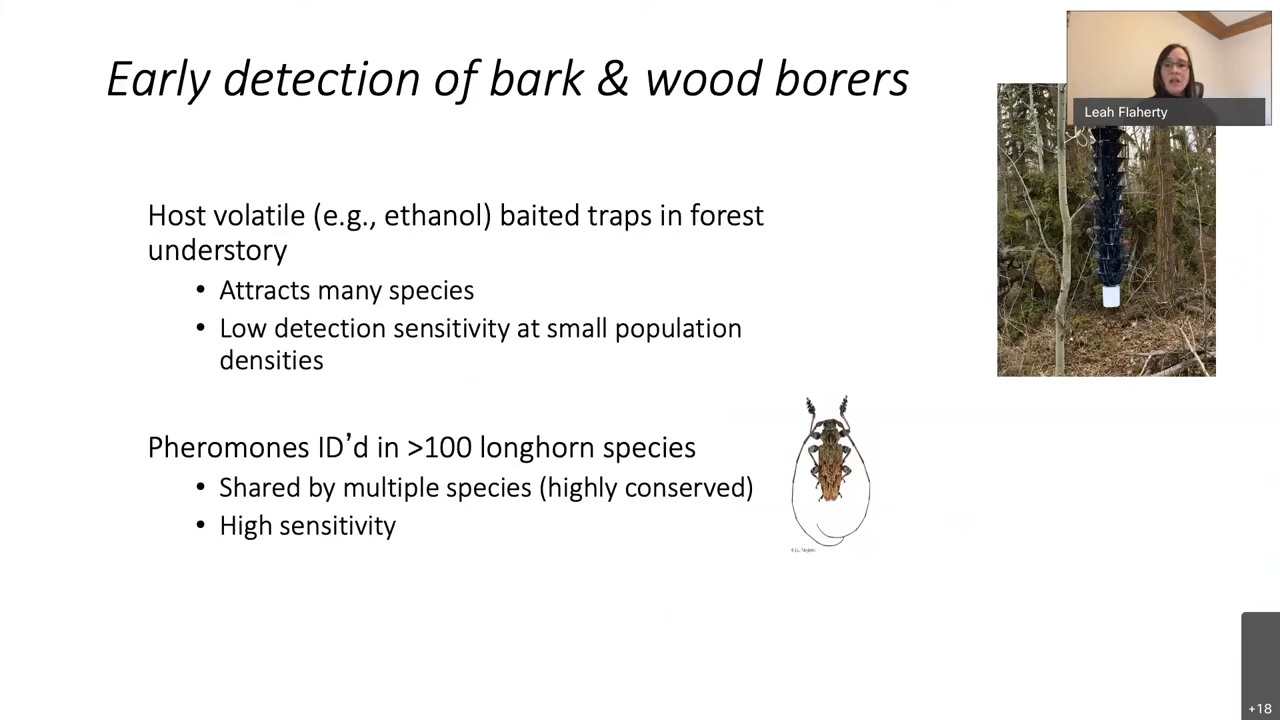 Early detection of bark & wood borers
Leah Flaherty
Host volatile (e.g., ethanol) baited traps in forest
understory
• Attracts many species
• Low detection sensitivity at small population
densities
Pheromones ID’d in >100 longhorn species
• Shared by multiple species (highly conserved)
• High sensitivity
+18